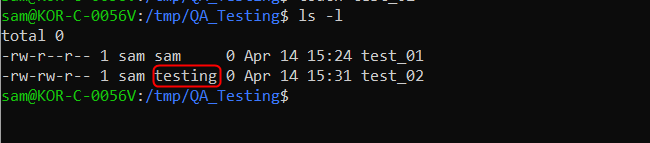 sam@KOR-C-0056V:/tmp/QA_Testing$ ls -l
total 0
-rw-r--r-- 1 sam sam     0 Apr 14 15:24 test_01
-rw-rw-r-- 1 sam testing 0 Apr 14 15:31 test_02
sam@KOR-C-0056V:/tmp/QA_Testing$